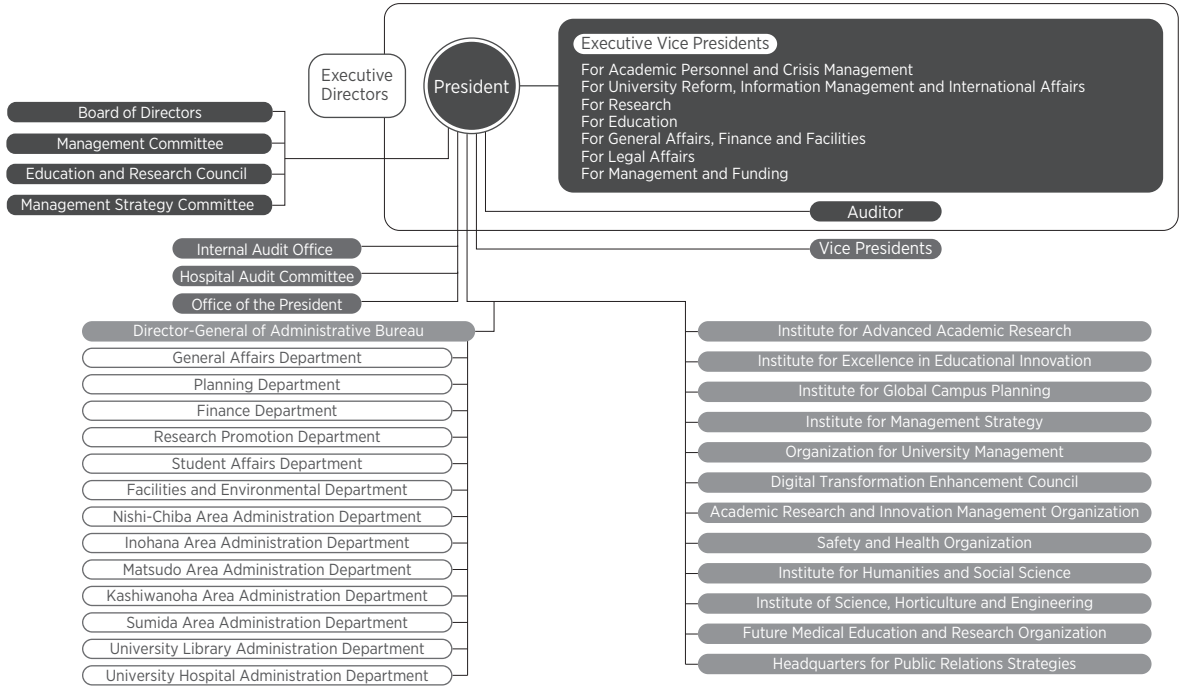 Executive
Directors
President
Executive Vice Presidents
For Academic Personnel and Crisis Management
For University Reform, Information Management and International Affairs
For Research
For Education
For General Affairs, Finance and Facilities
For Legal Affairs
For Management and Funding
Board of Directors
Management Committee
Education and Research Council
Management Strategy Committee
Auditor
Vice Presidents
Internal Audit Office
Hospital Audit Committee
Office of the President
Director-General of Administrative Bureau
General Affairs Department
Planning Department
Finance Department
Research Promotion Department
Student Affairs Department
Facilities and Environmental Department
Nishi-Chiba Area Administration Department
Inohana Area Administration Department
Matsudo Area Administration Department
Kashiwanoha Area Administration Department
Sumida Area Administration Department
University Library Administration Department
University Hospital Administration Department
Institute for Advanced Academic Research
Institute for Excellence in Educational Innovation
Institute for Global Campus Planning
Institute for Management Strategy
Organization for University Management
Digital Transformation Enhancement Council
Academic Research and Innovation Management Organization
Safety and Health Organization
Institute for Humanities and Social Science
Institute of Science, Horticulture and Engineering
Future Medical Education and Research Organization
Headquarters for Public Relations Strategies